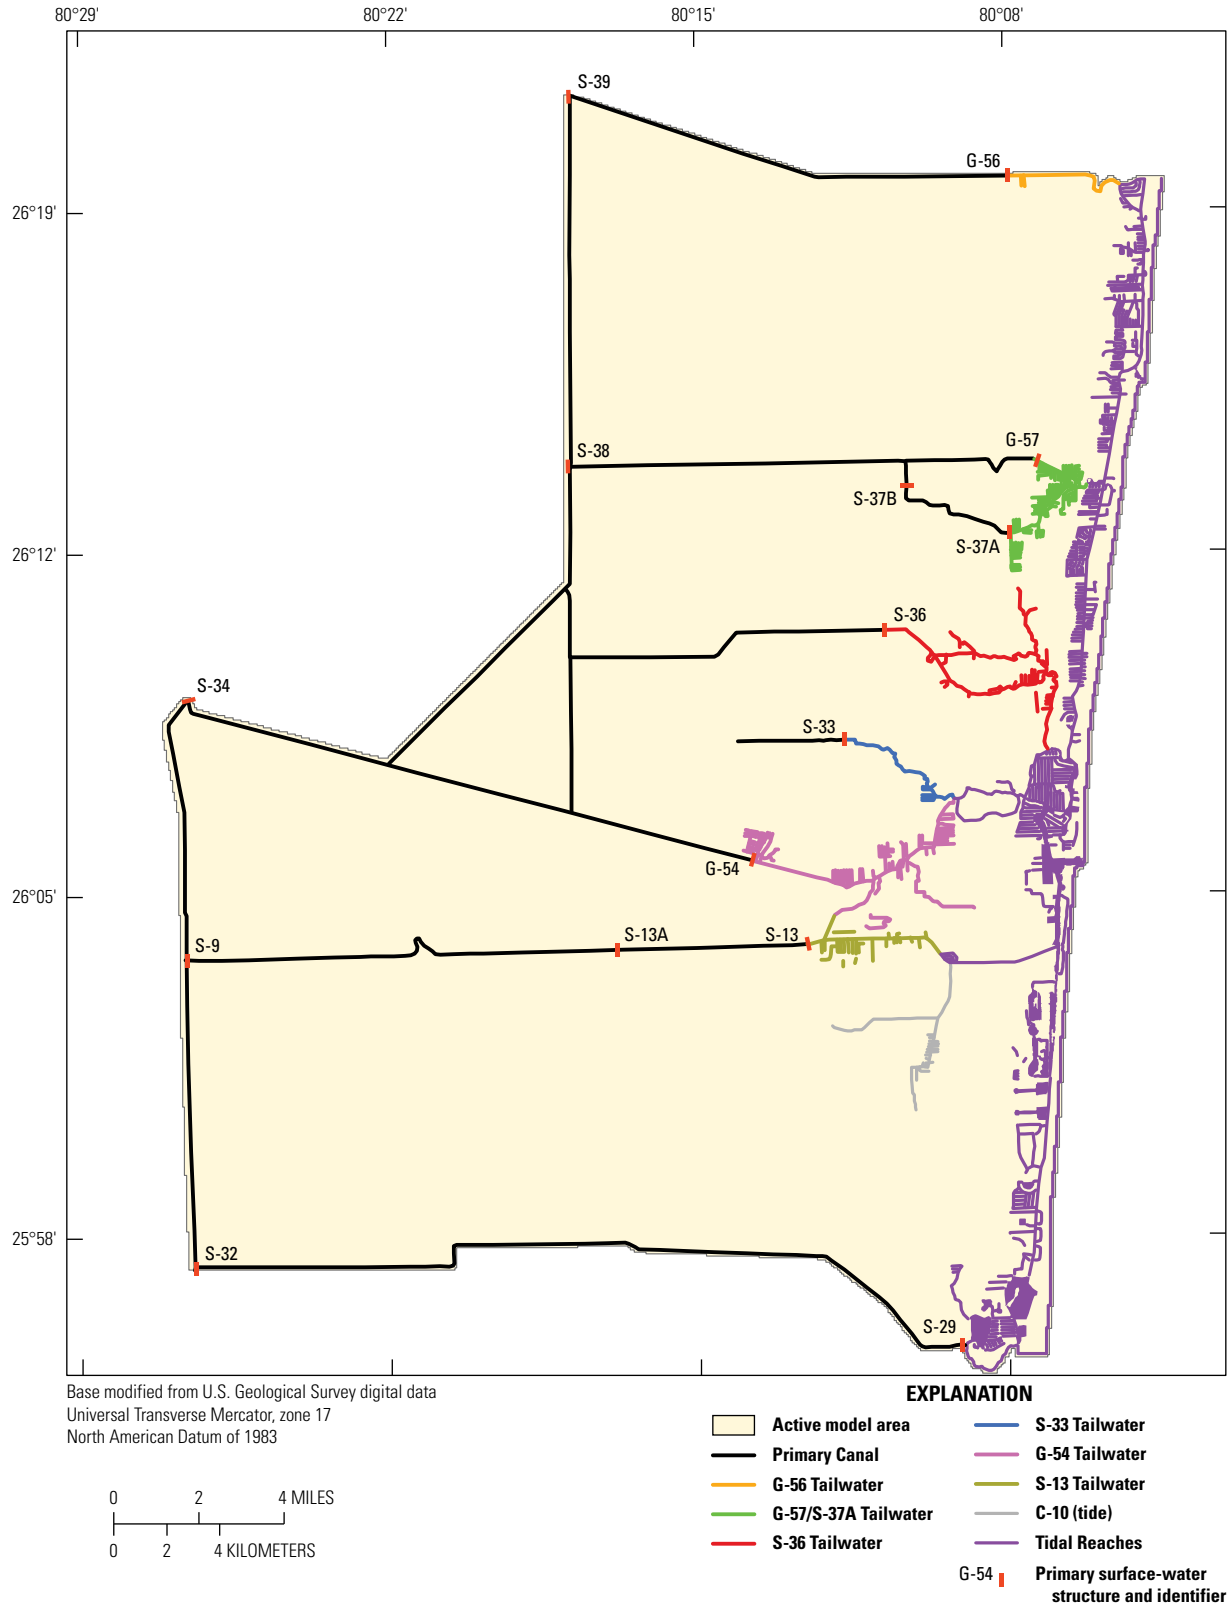 80°29'
80°22'
80°15'
80°08'
S-39
G-56
26°19'
G-57
S-38
S-37B
S-37A
26°12'
S-36
S-34
S-33
G-54
26°05'
S-9
S-13A
S-13
25°58'
S-32
S-29
Base modified from U.S. Geological Survey digital data
Universal Transverse Mercator, zone 17
North American Datum of 1983
0 2 4 MILES
0 2 4 KILOMETERS
EXPLANATION
Active model area
Primary Canal
G-56 Tailwater
G-57/S-37A Tailwater
S-36 Tailwater
S-33 Tailwater
G-54 Tailwater
S-13 Tailwater
C-10 (tide)
Tidal Reaches
G-54 Primary surface-water
structure and identifier